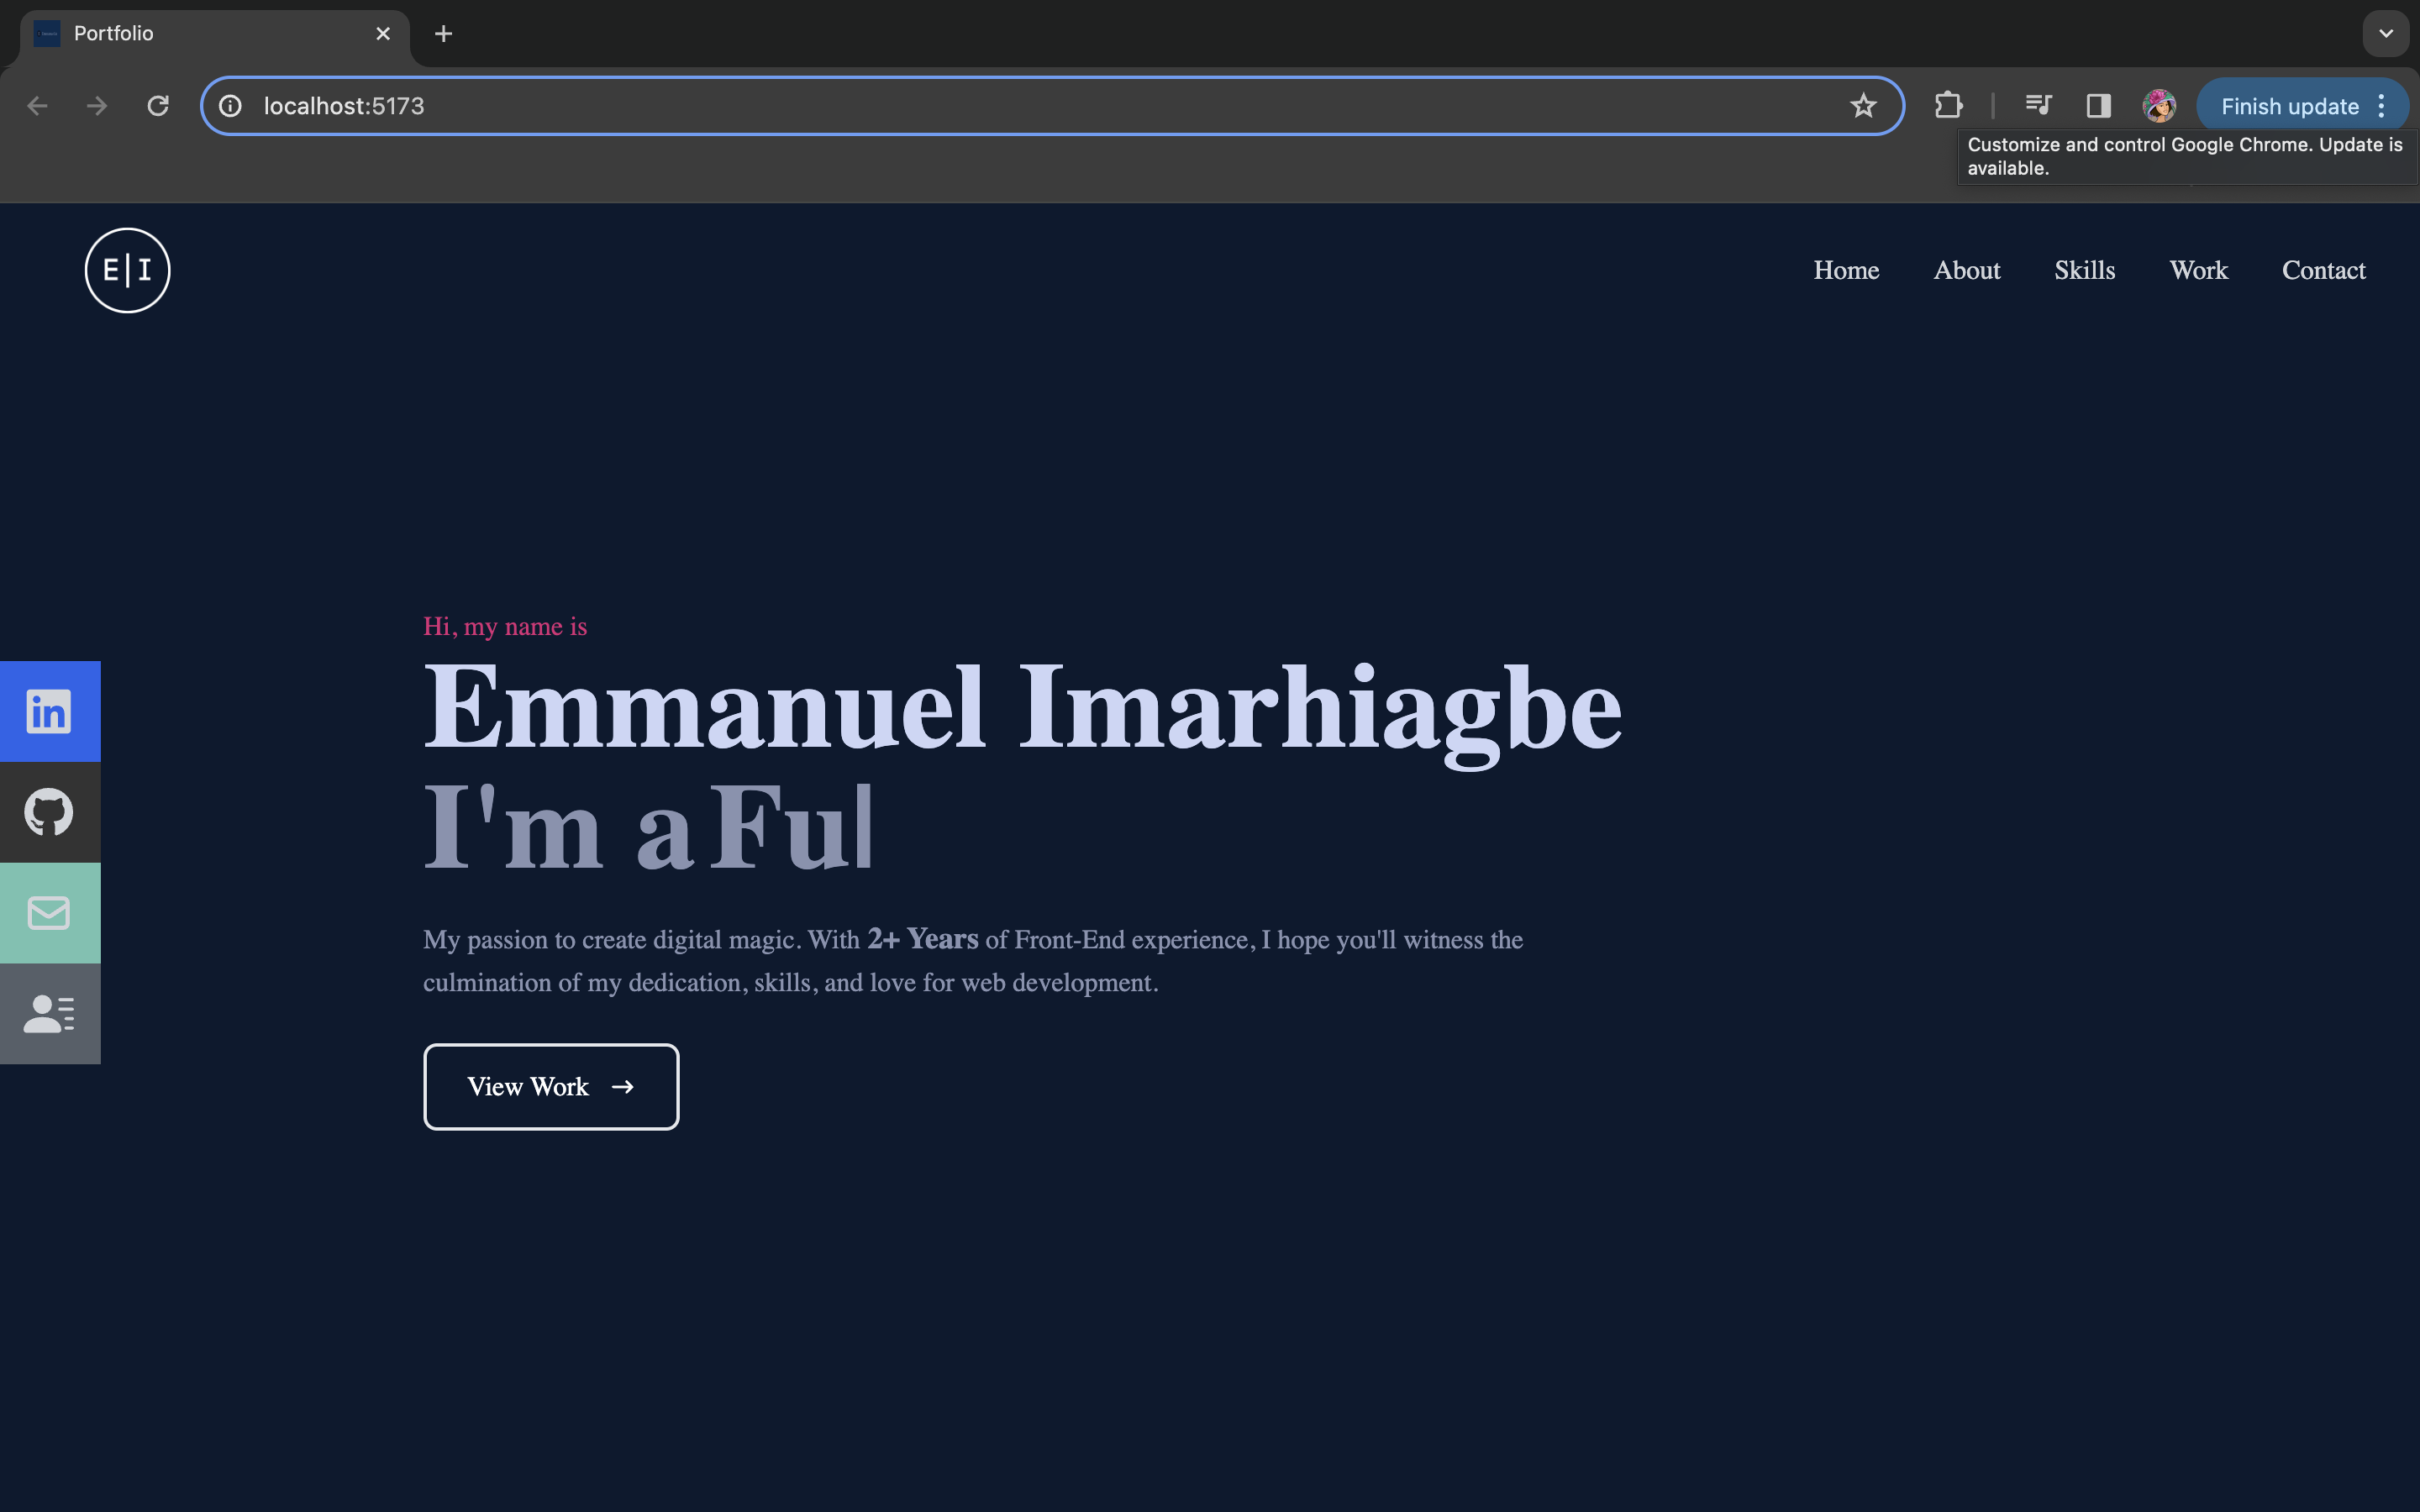 Portfolio
localhost:5173
Finish update
Customize and control Google Chrome. Update is
available.
E|I
Home About Skills Work Contact
Hi, my name is
Emmanuel Imarhiagbe
I'm a Ful
in
My passion to create digital magic. With 2+ Years of Front-End experience, I hope you'll witness the
culmination of my dedication, skills, and love for web development.
View Work →